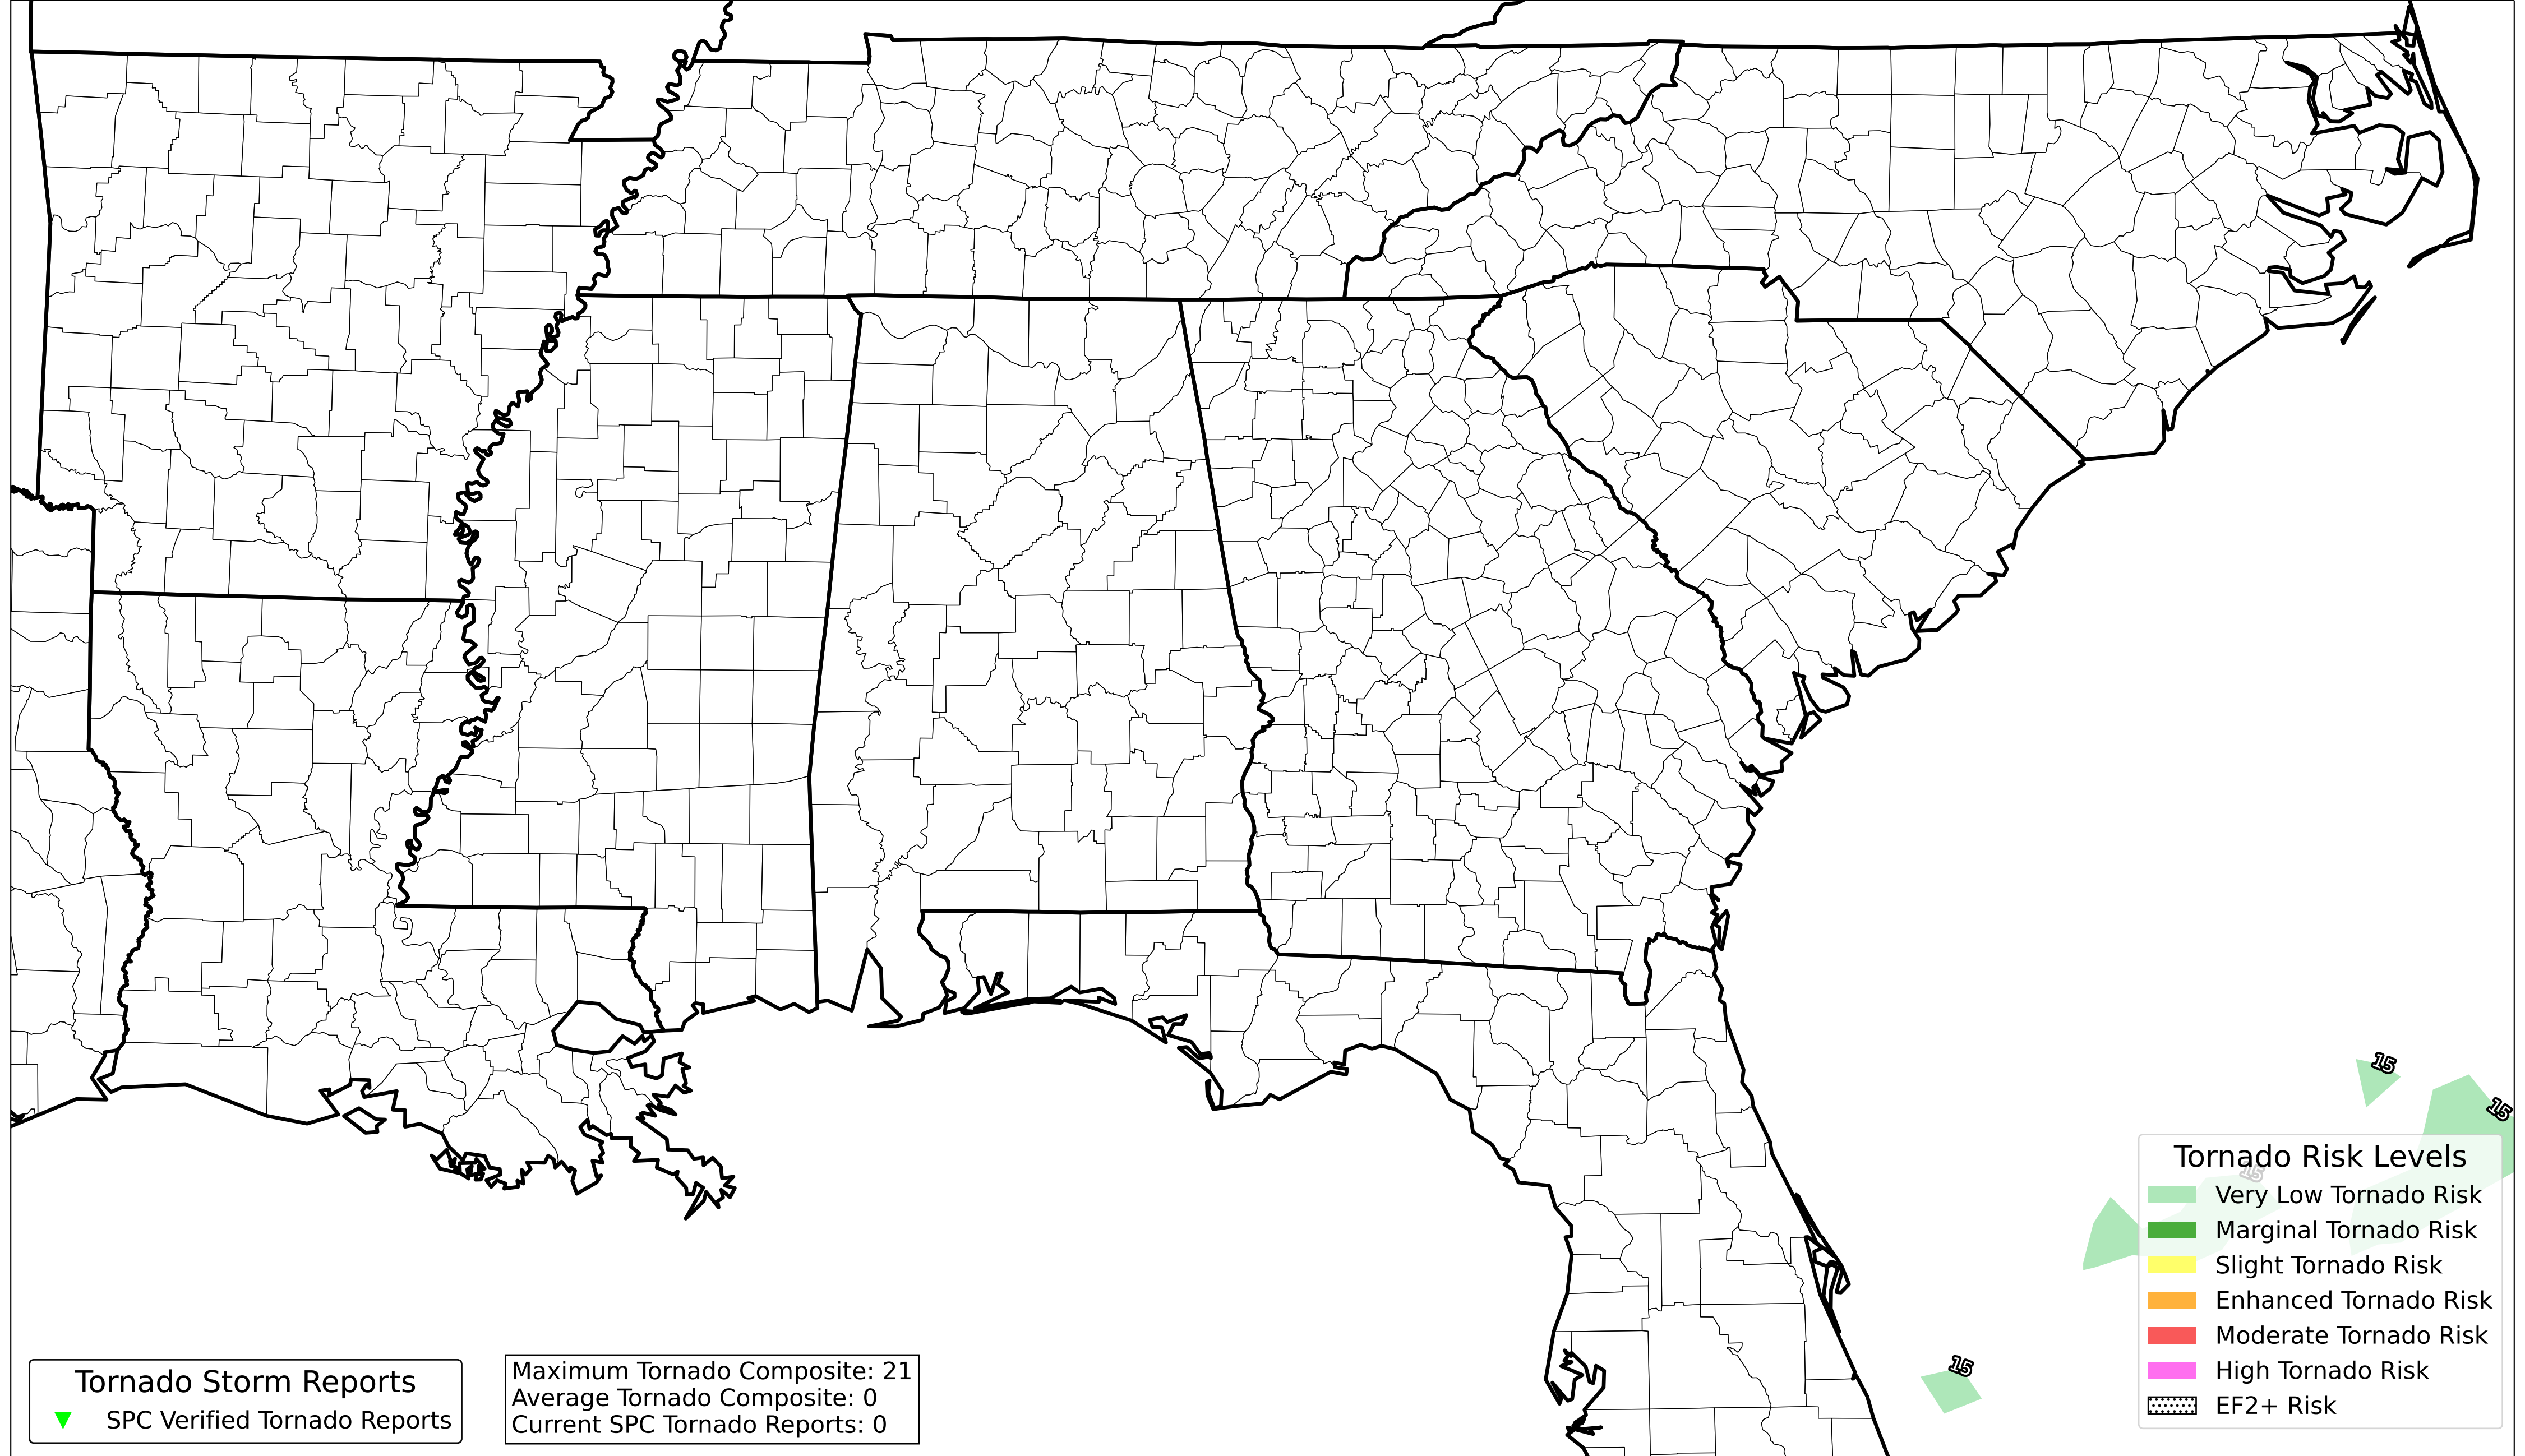 15
15
Tornado Risk Levels
15
Very Low Tornado Risk
Marginal Tornado Risk
Slight Tornado Risk
Enhanced Tornado Risk
Moderate Tornado Risk
High Tornado Risk
EF2+ Risk
15
Tornado Storm Reports
SPC Verified Tornado Reports
Maximum Tornado Composite: 21
Average Tornado Composite: 0
Current SPC Tornado Reports: 0